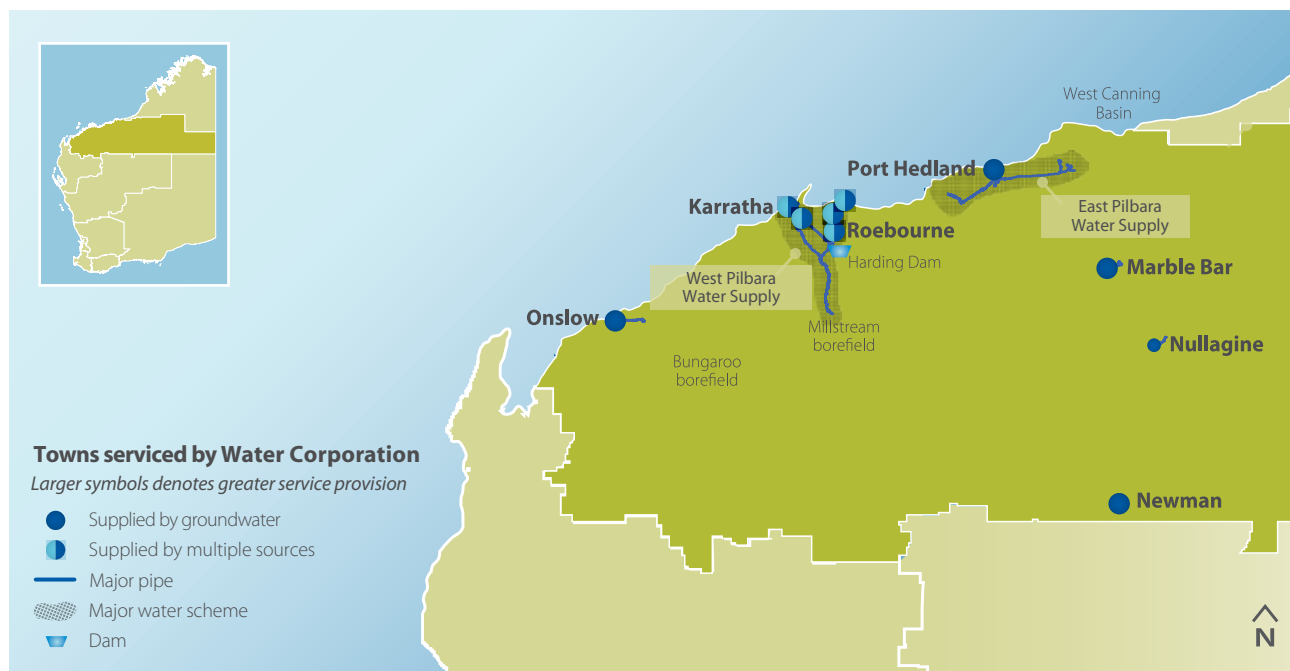 West Canning
Basin
Port Hedland
East Pilbara
Water Supply
Karratha
Roebourne
Harding Dam
Marble Bar
West Pilbara
Water Supply
Onslow
Millstream
borefield
Nullagine
Bungaroo
borefield
Newman
Towns serviced by Water Corporation
Larger symbols denotes greater service provision
Supplied by groundwater
Supplied by multiple sources
Major pipe
Major water scheme
Dam
N